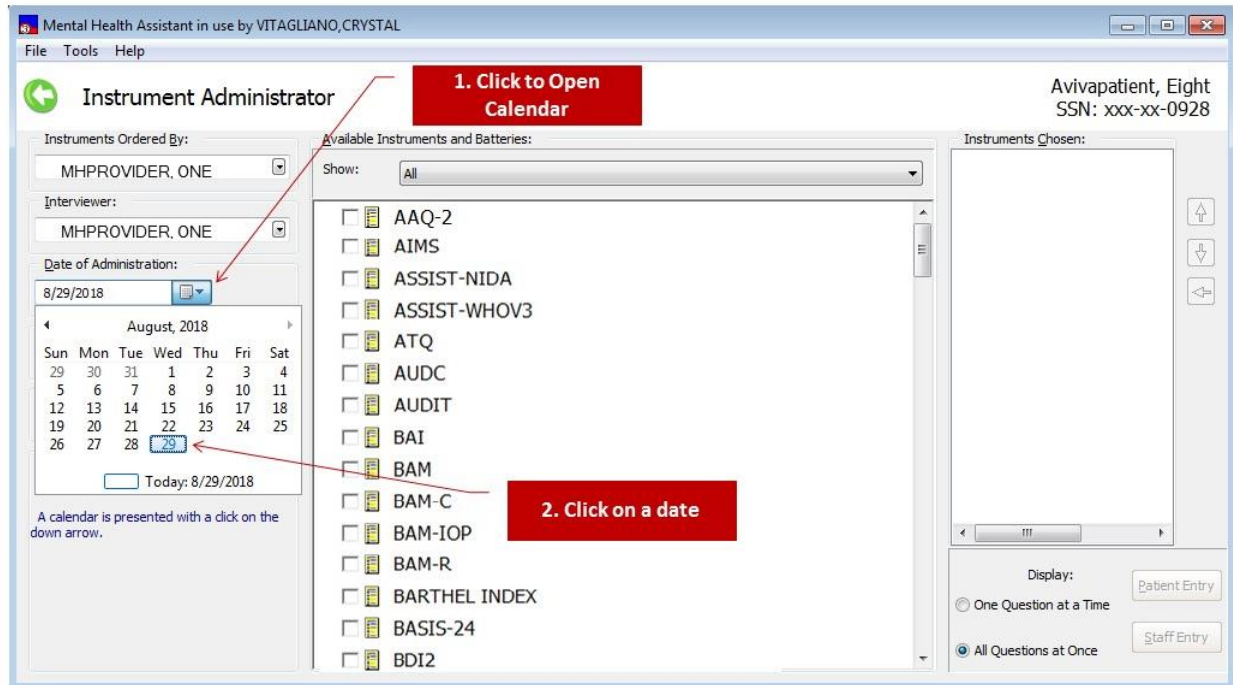 Mental Health Assistant in use by VITAGLIANO,CRYSTAL
File Tools Help
Instrument Administrator
1. Click to Open
Calendar
Avivapatient, Eight
SSN: xxx-xx-0928
Instruments Ordered By:
MHPROVIDER, ONE
Interviewer:
MHPROVIDER, ONE
Date of Administration:
8/29/2018
August, 2018
Sun Mon Tue Wed Thu Fri Sat
29 30 31 1 2 3 4
5 6 7 8 9 10 11
12 13 14 15 16 17 18
19 20 21 22 23 24 25
26 27 28 29
Today: 8/29/2018
A calendar is presented with a click on the
down arrow.
Available Instruments and Batteries:
Show: All
AAQ-2
AIMS
ASSIST-NIDA
ASSIST-WHOV3
ATQ
AUDC
AUDIT
BAI
BAM
BAM-C
BAM-IOP
BAM-R
BARTHEL INDEX
BASIS-24
BDI2
2. Click on a date
Instruments Chosen:
Display:
One Question at a Time
All Questions at Once
Patient Entry
Staff Entry